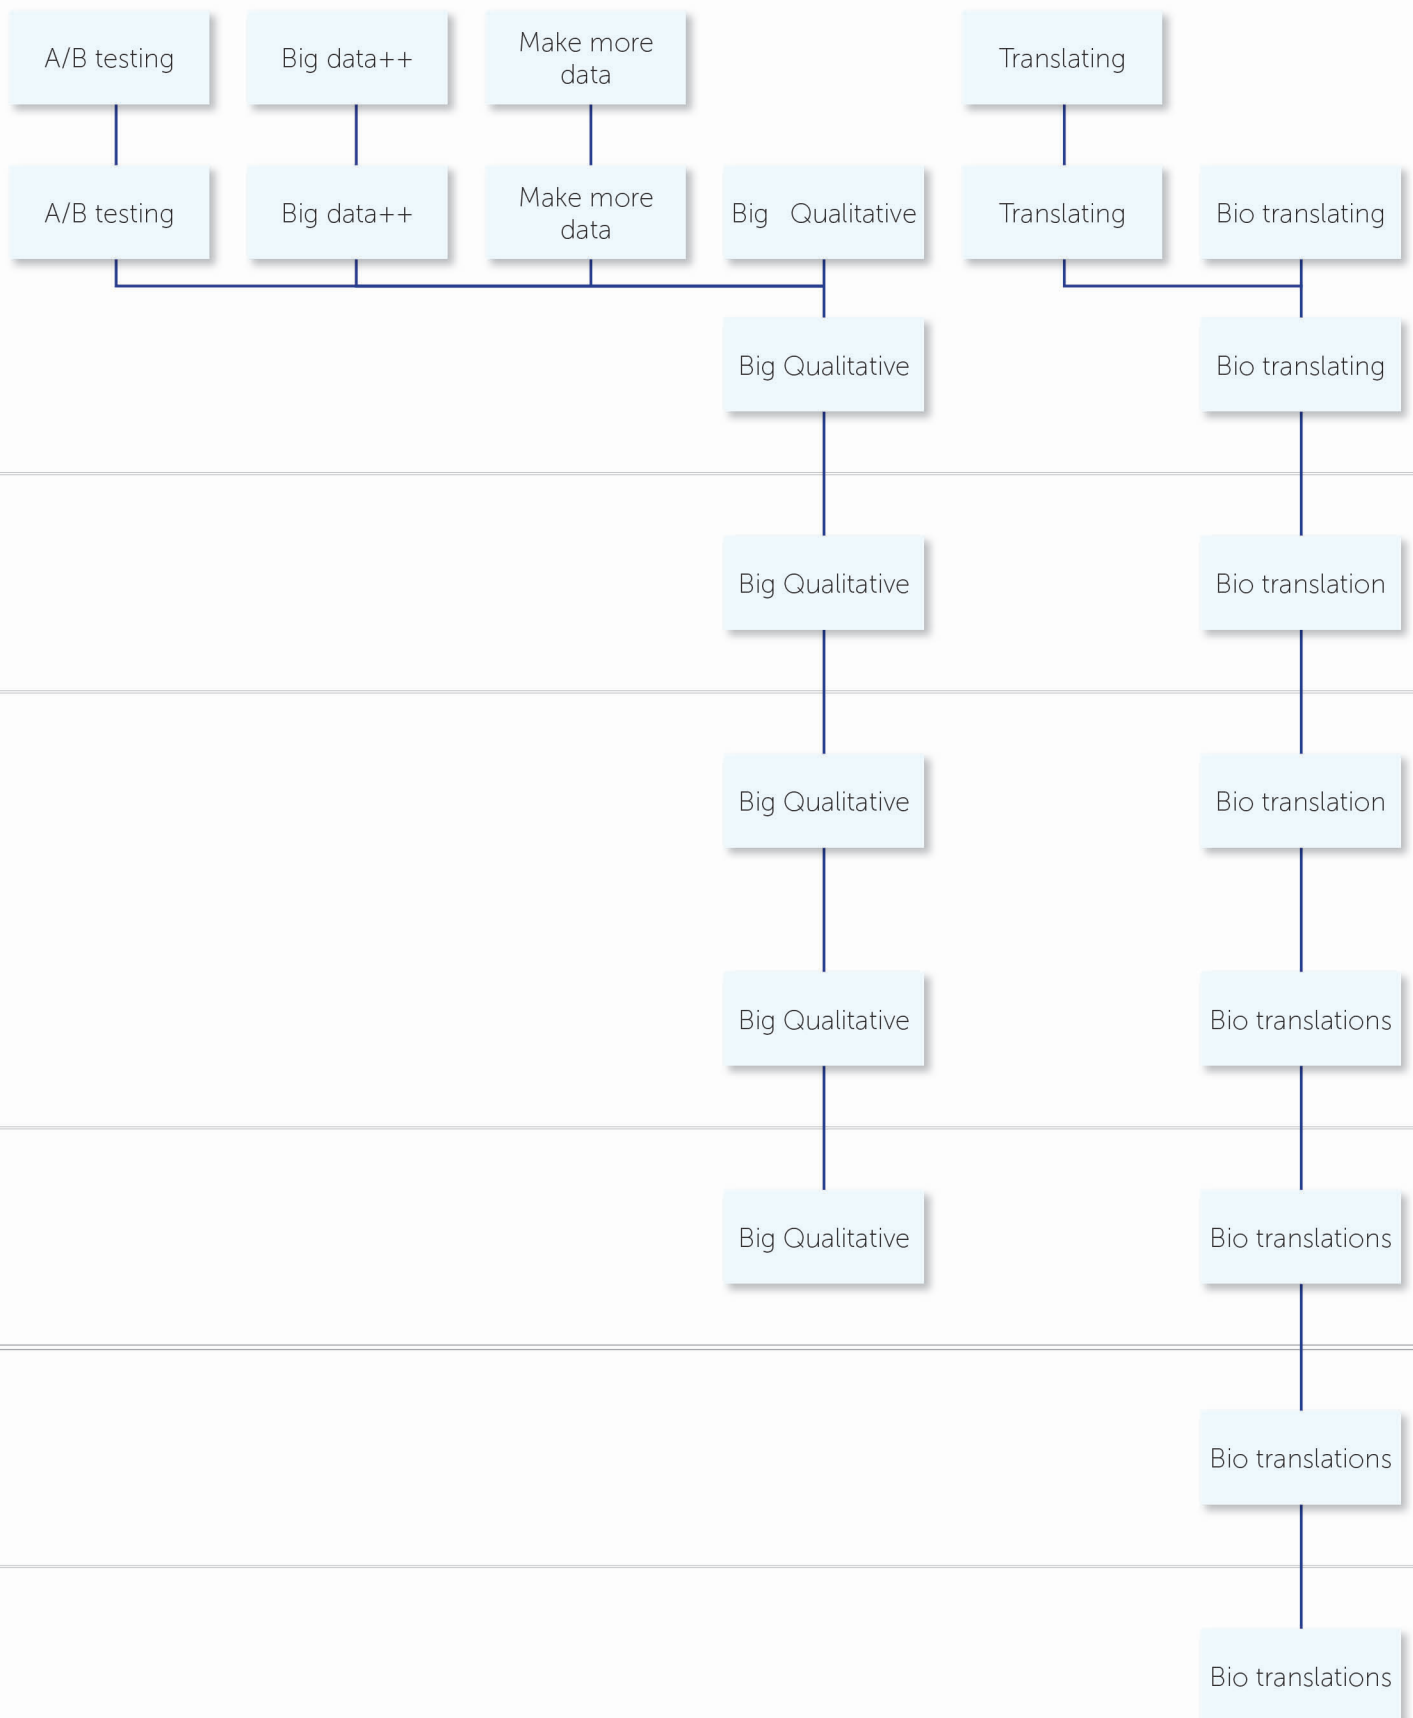 A/B testing
Big data++
Make more
data
Translating
A/B testing
Big data++
Make more
data
Big Qualitative
Translating
Bio translating
Big Qualitative
Bio translating
Big Qualitative
Bio translation
Big Qualitative
Bio translation
Big Qualitative
Bio translations
Big Qualitative
Bio translations
Bio translations
Bio translations